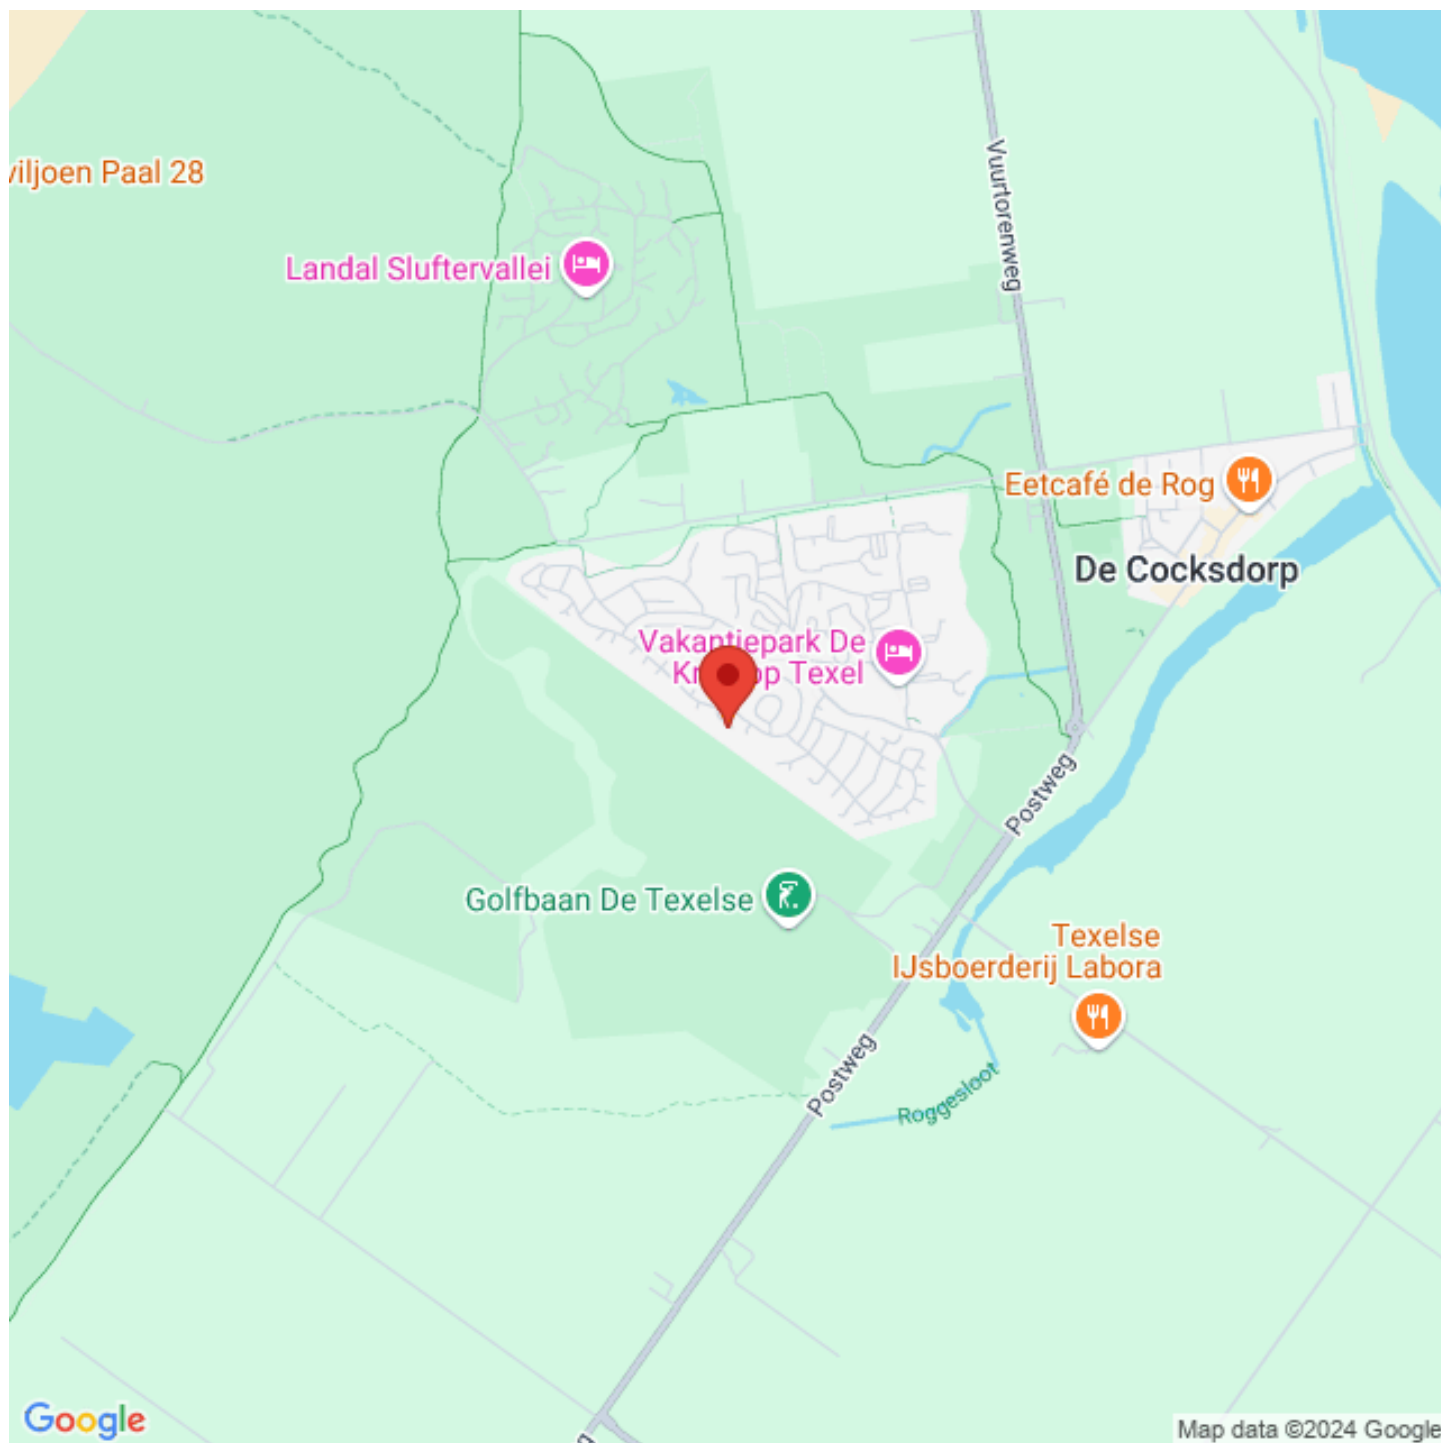 viljoen Paal 28
Vuurtorenweg
Landal Sluftervallei
Eetcafé de Rog
De Cocksdorp
Vakantiepark De
Texel
Postweg
Golfbaan De Texelse
Texelse
IJsboerderij Labora
Postweg
Roggesloot
Google
Map data ©2024 Google